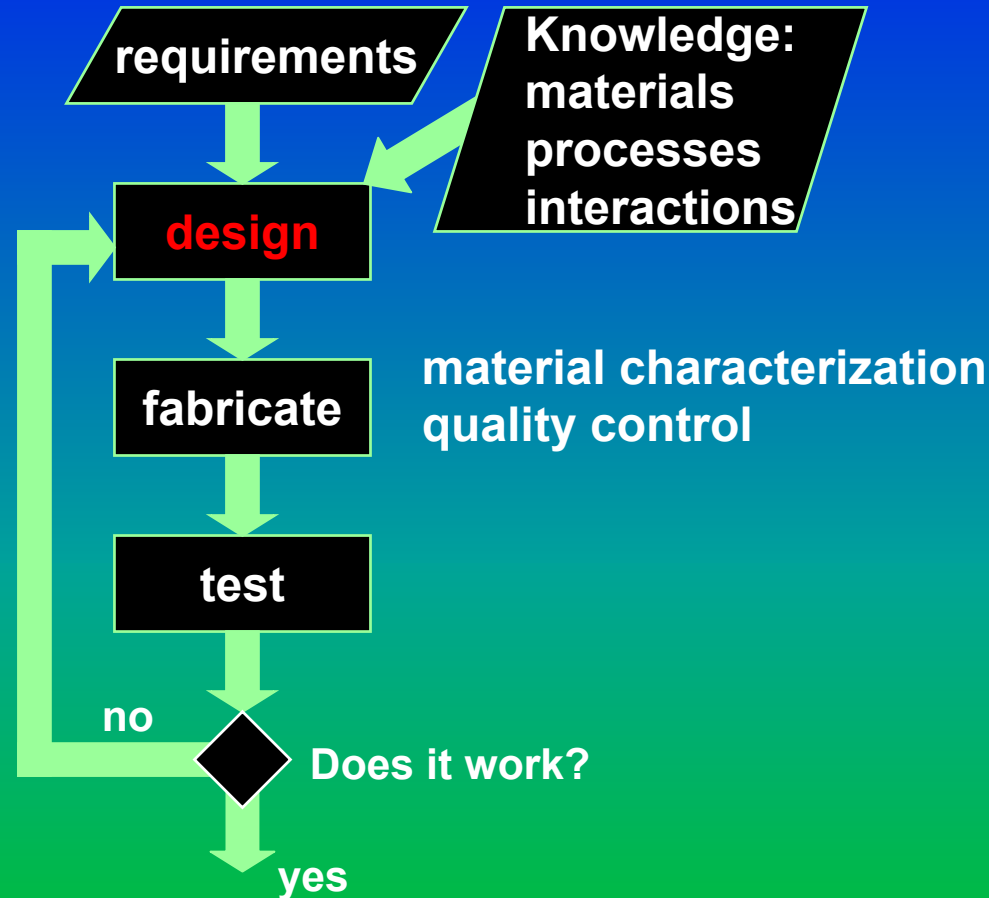 requirements
Knowledge:
materials
processes
interactions
design
fabricate
material characterization
quality control
test
no
Does it work?
yes